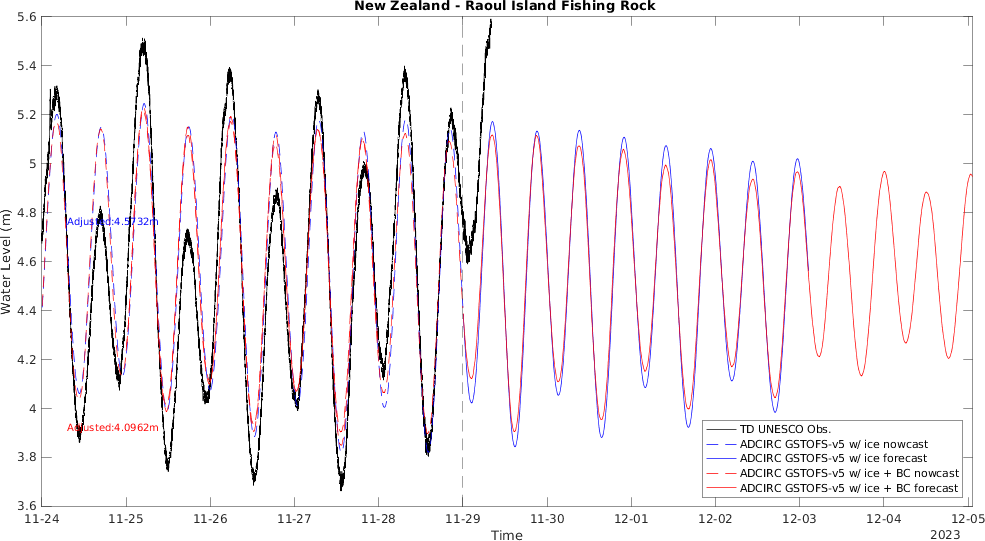 New Zealand - Raoul Island Fishing Rock
Water Level (m)
5.6
5.4
5.2
5
4.8
4.6
4.4
4.2
4
3.8
3.6
Adjusted:4.5732m
Adjusted:4.0962m
TD UNESCO Obs.
ADCIRC GSTOFS-v5 w/ ice nowcast
ADCIRC GSTOFS-v5 w/ ice forecast
ADCIRC GSTOFS-v5 w/ ice + BC nowcast
ADCIRC GSTOFS-v5 w/ ice + BC forecast
11-24 11-25 11-26 11-27 11-28 11-29 11-30 12-01 12-02 12-03 12-04 12-05
Time
2023